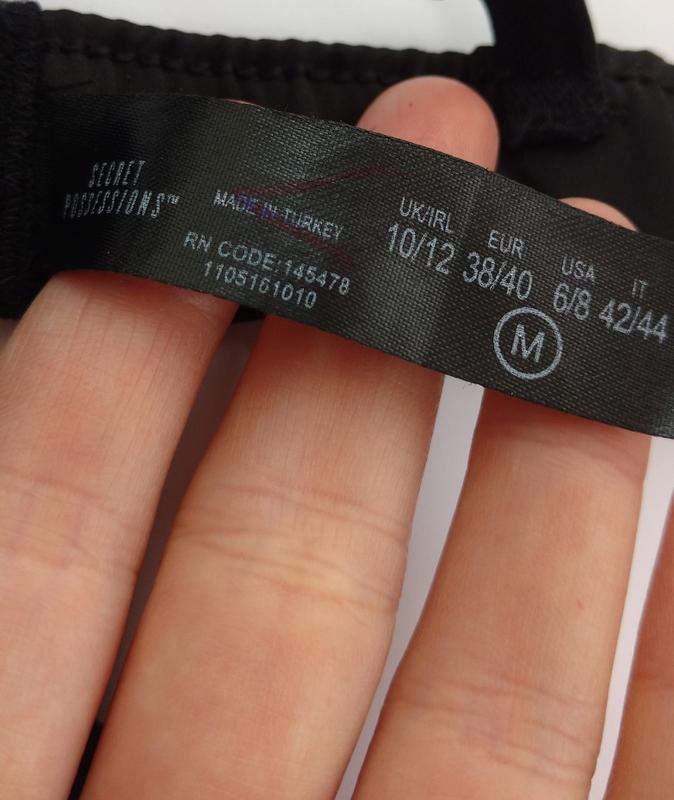 SECRET
POSSESSIONS™
MADE IN TURKEY
RN CODE:145478
1105161010
UK/IRL EUR USA IT
10/12 38/40 6/8 42/44
M